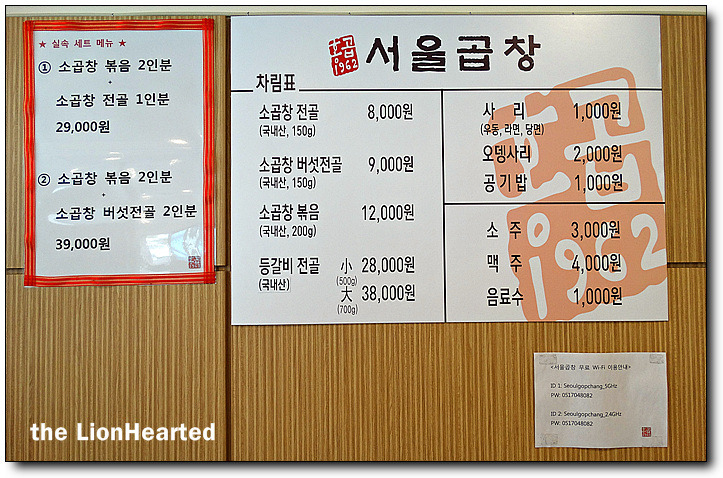 ★ 실속 세트 메뉴 ★
① 소곱창 볶음 2인분
+
소곱창 전골 1인분
29,000원
② 소곱창 볶음 2인분
+
소곱창 버섯전골 2인분
39,000원
1962 서울곱창
차림표
소곱창 전골 8,000원
(국내산, 150g)
소곱창 버섯전골 9,000원
(국내산, 150g)
소곱창 볶음 12,000원
(국내산, 200g)
등갈비 전골 小 28,000원
(국내산) (500g)
大 38,000원
(700g)
사 리 1,000원
(우동, 라면, 당면)
오뎅사리 2,000원
공기밥 1,000원
소 주 3,000원
맥 주 4,000원
음료수 1,000원
1962
<서울곱창 무료 Wi-Fi 이용안내>
ID 1: Seoulgopchang_5GHz
PW: 0517048082
ID 2: Seoulgopchang_2.4GHz
PW: 0517048082
the LionHearted